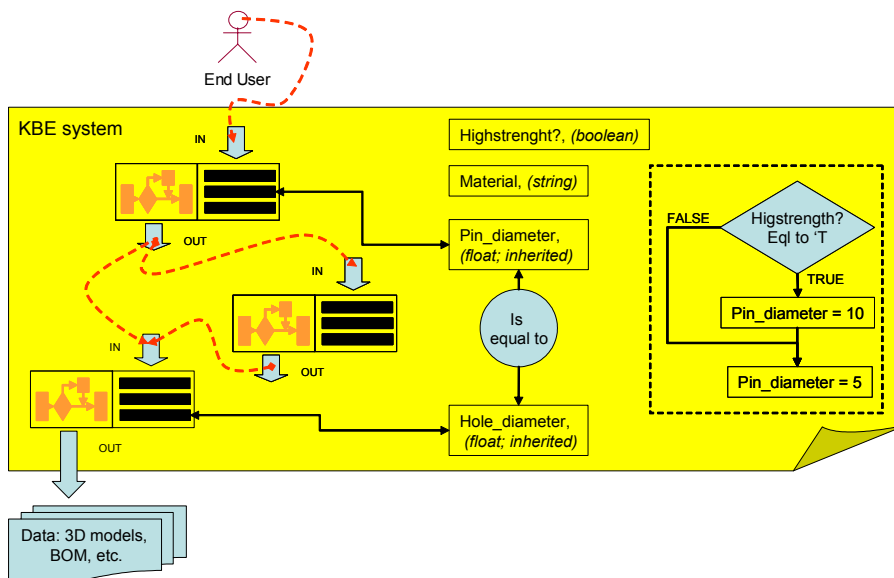 End User
KBE system
IN
OUT
IN
OUT
IN
OUT
Data: 3D models,
BOM, etc.
Highstrenght?, (boolean)
Material, (string)
Pin_diameter,
(float; inherited)
Is
equal to
Hole_diameter,
(float; inherited)
FALSE
Higstrength?
Eql to ‘T
TRUE
Pin_diameter = 10
Pin_diameter = 5